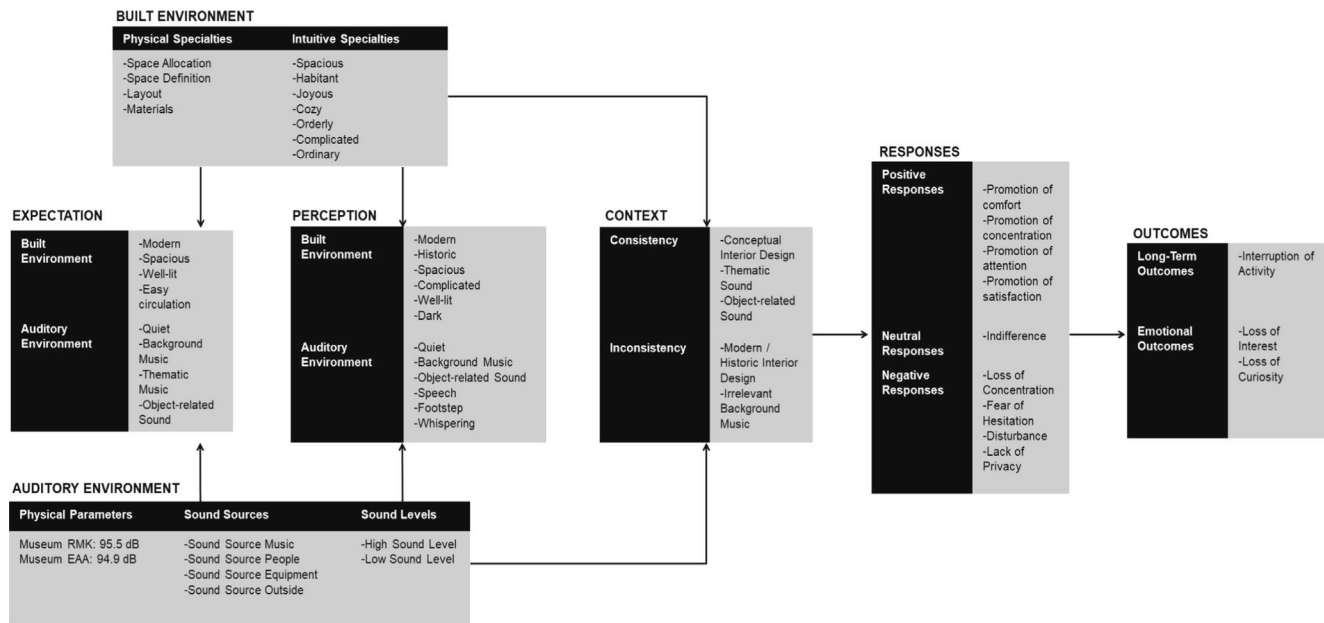 BUILT ENVIRONMENT
Physical Specialties
Intuitive Specialties
-Space Allocation
-Space Definition
-Layout
-Materials
-Spacious
-Habitant
-Joyous
-Cozy
-Orderly
-Complicated
-Ordinary
EXPECTATION
Built
Environment
-Modern
-Spacious
-Well-lit
-Easy
circulation
Auditory
Environment
-Quiet
-Background
Music
-Thematic
Music
-Object-related
Sound
PERCEPTION
Built
Environment
-Modern
-Historic
-Spacious
-Complicated
-Well-lit
-Dark
Auditory
Environment
-Quiet
-Background Music
-Object-related Sound
-Speech
-Footstep
-Whispering
CONTEXT
Consistency
-Conceptual
Interior Design
-Thematic
Sound
-Object-related
Sound
Inconsistency
-Modern /
Historic Interior
Design
-Irrelevant
Background
Music
RESPONSES
Positive
Responses
-Promotion of
comfort
-Promotion of
concentration
-Promotion of
attention
-Promotion of
satisfaction
Neutral
Responses
-Indifference
Negative
Responses
-Loss of
Concentration
-Fear of
Hesitation
-Disturbance
-Lack of
Privacy
OUTCOMES
Long-Term
Outcomes
-Interruption of
Activity
Emotional
Outcomes
-Loss of
Interest
-Loss of
Curiosity
AUDITORY ENVIRONMENT
Physical Parameters
Sound Sources
Sound Levels
Museum RMK: 95.5 dB
Museum EAA: 94.9 dB
-Sound Source Music
-Sound Source People
-Sound Source Equipment
-Sound Source Outside
-High Sound Level
-Low Sound Level